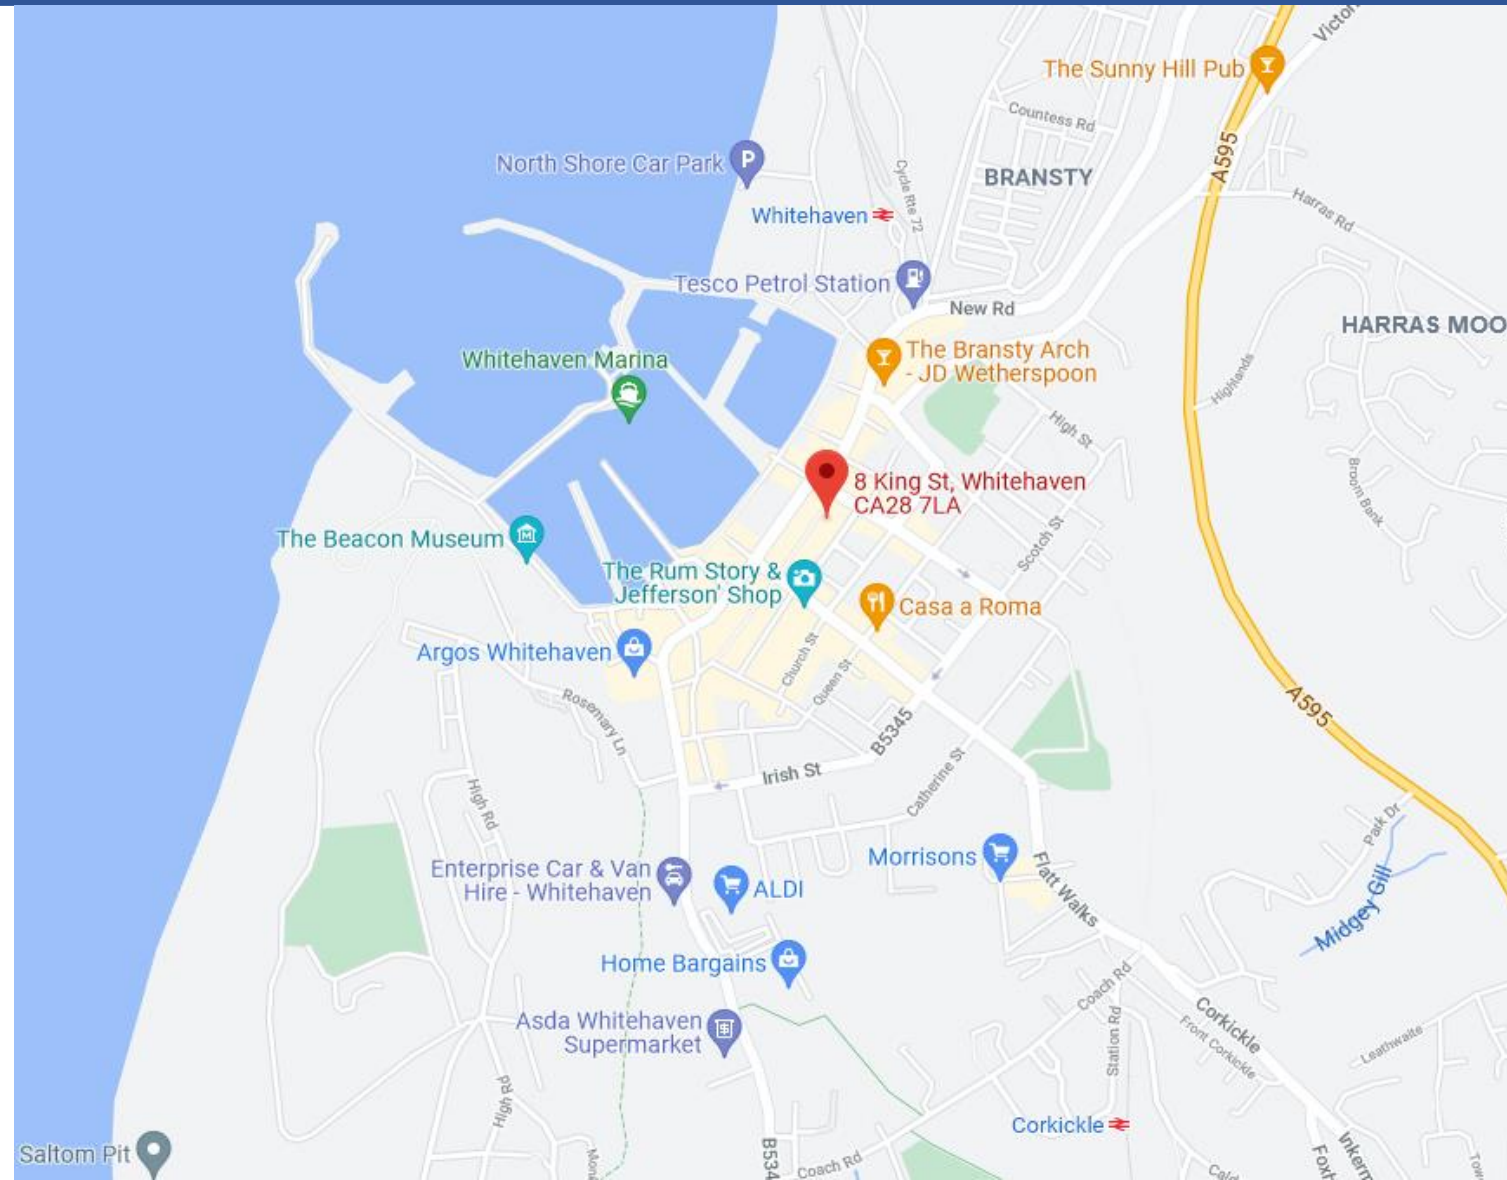 The Sunny Hill Pub
Countess Rd
A595
North Shore Car Park
P
BRANSTY
Cycle Rte 72
Harras Rd
Whitehaven
Tesco Petrol Station
New Rd
HARRAS MOO
Whitehaven Marina
The Bransty Arch
- JD Wetherspoon
Highlands
High St
8 King St, Whitehaven
CA28 7LA
Broom Bank
The Beacon Museum
Scotch St
The Rum Story &
Jefferson' Shop
Casa a Roma
Argos Whitehaven
Church St
Queen St
Rosemary Ln
B5345
A595
Irish St
Catherine St
High Rd
Park Dr
Morrisons
Enterprise Car & Van
Hire - Whitehaven
ALDI
Flatt Walks
Midgey Gill
Home Bargains
Coach Rd
Asda Whitehaven
Supermarket
Station Rd
Corkickle
Front Corkickle
Leathwaite
High Rd
Corkickle
Saltom Pit
B534
Coach Rd